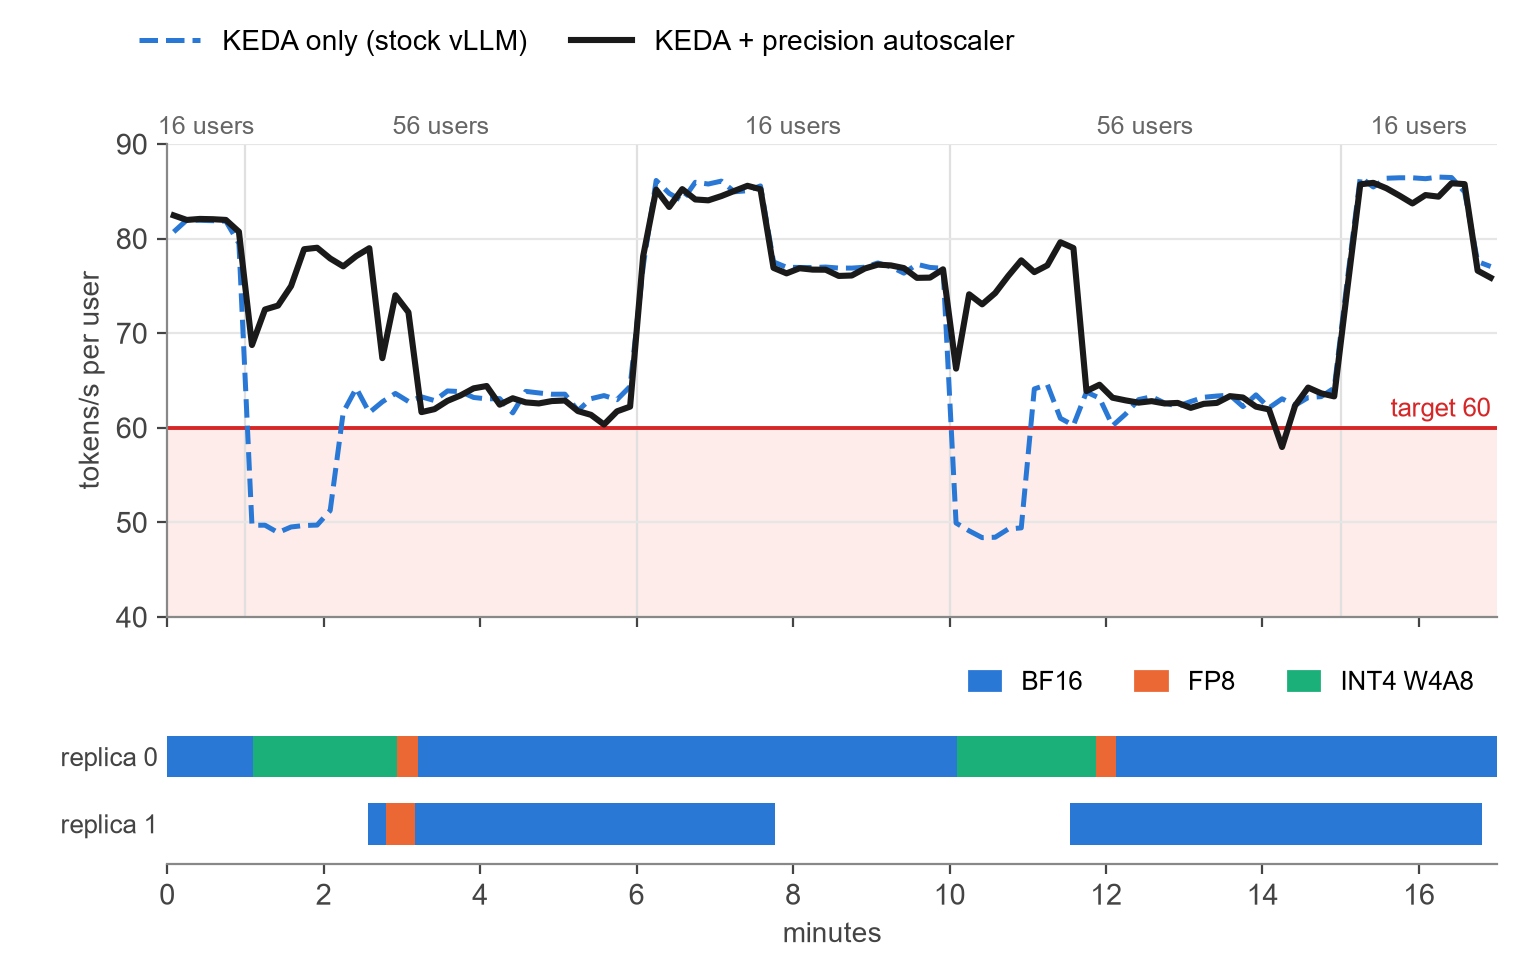 KEDA only (stock vLLM) KEDA + precision autoscaler
16 users 56 users 16 users 56 users 16 users
90
80
70
60
50
40
tokens/s per user
target 60
BF16 FP8 INT4 W4A8
replica 0
replica 1
0 2 4 6 8 10 12 14 16
minutes